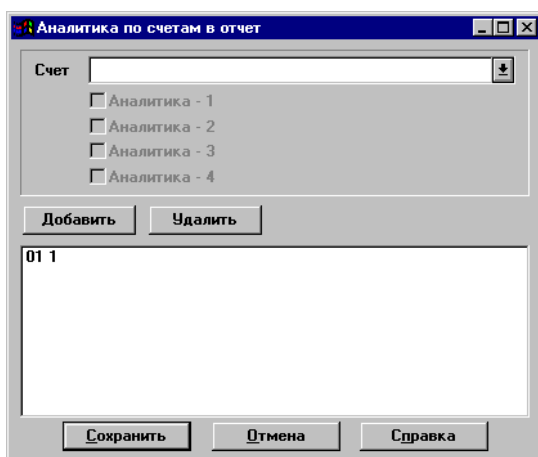 Аналитика по счетам в отчет
Счет
Аналитика - 1
Аналитика - 2
Аналитика - 3
Аналитика - 4
Добавить Удалить
01 1
Сохранить Отмена Справка